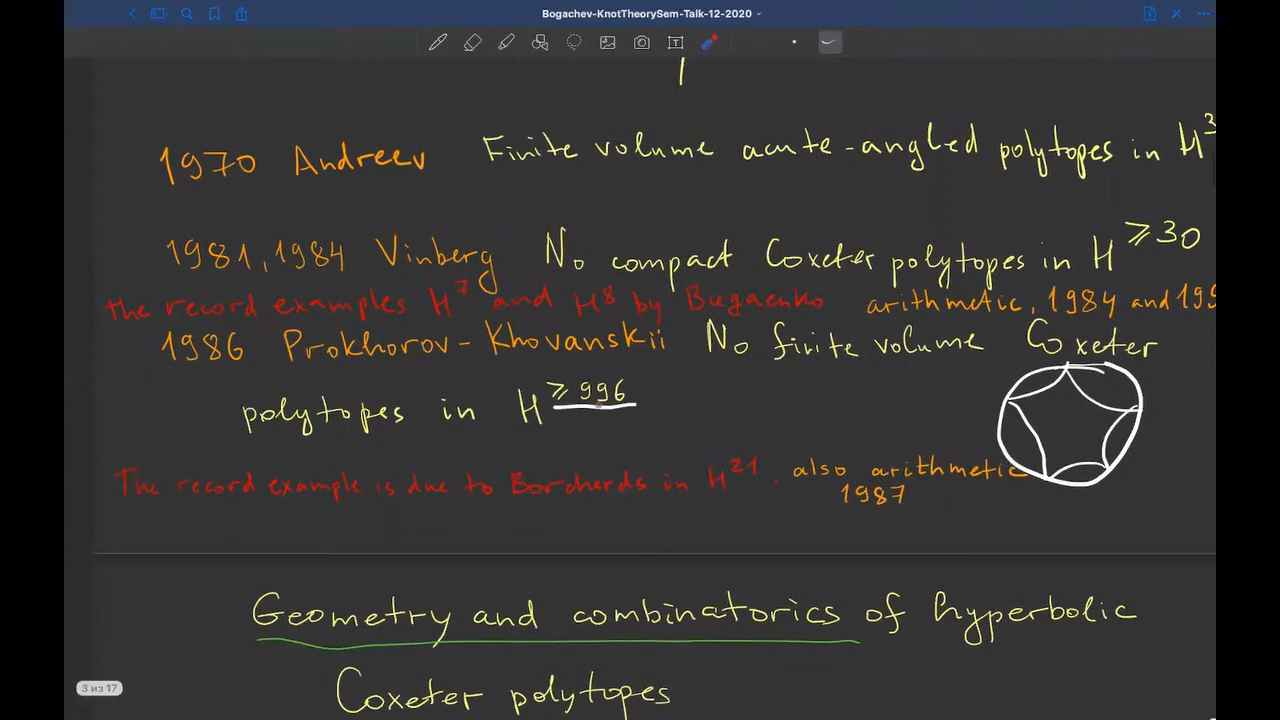 Bogachev-KnotTheorySem-Talk-12-2020
1970 Andreev Finite volume acute-angled polytopes in H³
1981, 1984 Vinberg No compact Coxeter polytopes in H^≥30
the record examples H⁷ and H⁸ by Bugaenko arithmetic, 1984 and 199
1986 Prokhorov-Khovanskii No finite volume Coxeter
polytopes in H^≥996
The record example is due to Borcherds in H²¹. also arithmetic
1987
Geometry and combinatorics of hyperbolic
3 из 17
Coxeter polytopes